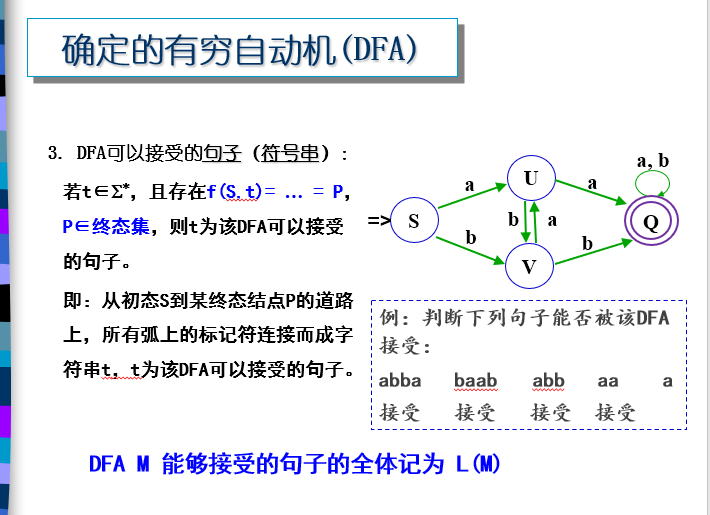 确定的有穷自动机(DFA)
3. DFA可以接受的句子（符号串）：
若t∈Σ*，且存在f(S,t)= … = P，
P∈终态集，则t为该DFA可以接受
的句子。
即：从初态S到某终态结点P的道路
上，所有弧上的标记符连接而成字
符串t，t为该DFA可以接受的句子。
a, b
a U a
=> S b a Q
b V b
例：判断下列句子能否被该DFA
接受：
abba baab abb aa a
接受 接受 接受 接受
DFA M 能够接受的句子的全体记为 L(M)